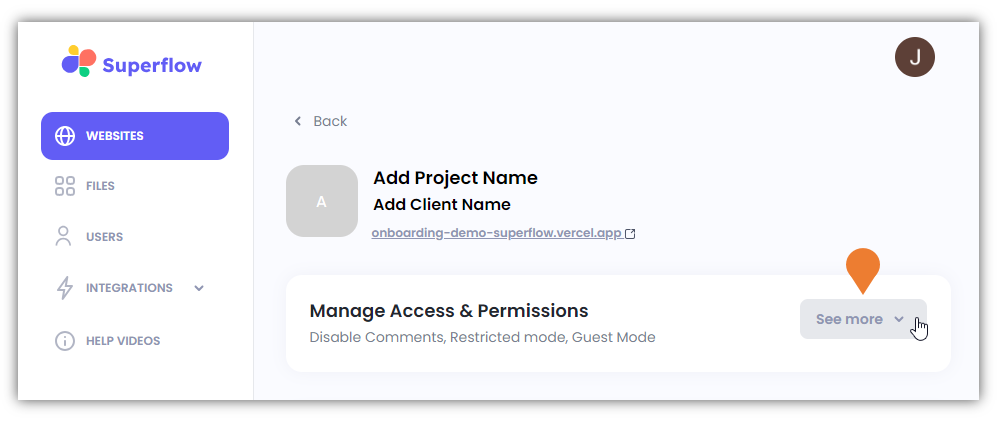 Superflow
J
WEBSITES
FILES
USERS
INTEGRATIONS
HELP VIDEOS
Back
A
Add Project Name
Add Client Name
onboarding-demo-superflow.vercel.app
Manage Access & Permissions
Disable Comments, Restricted mode, Guest Mode
See more